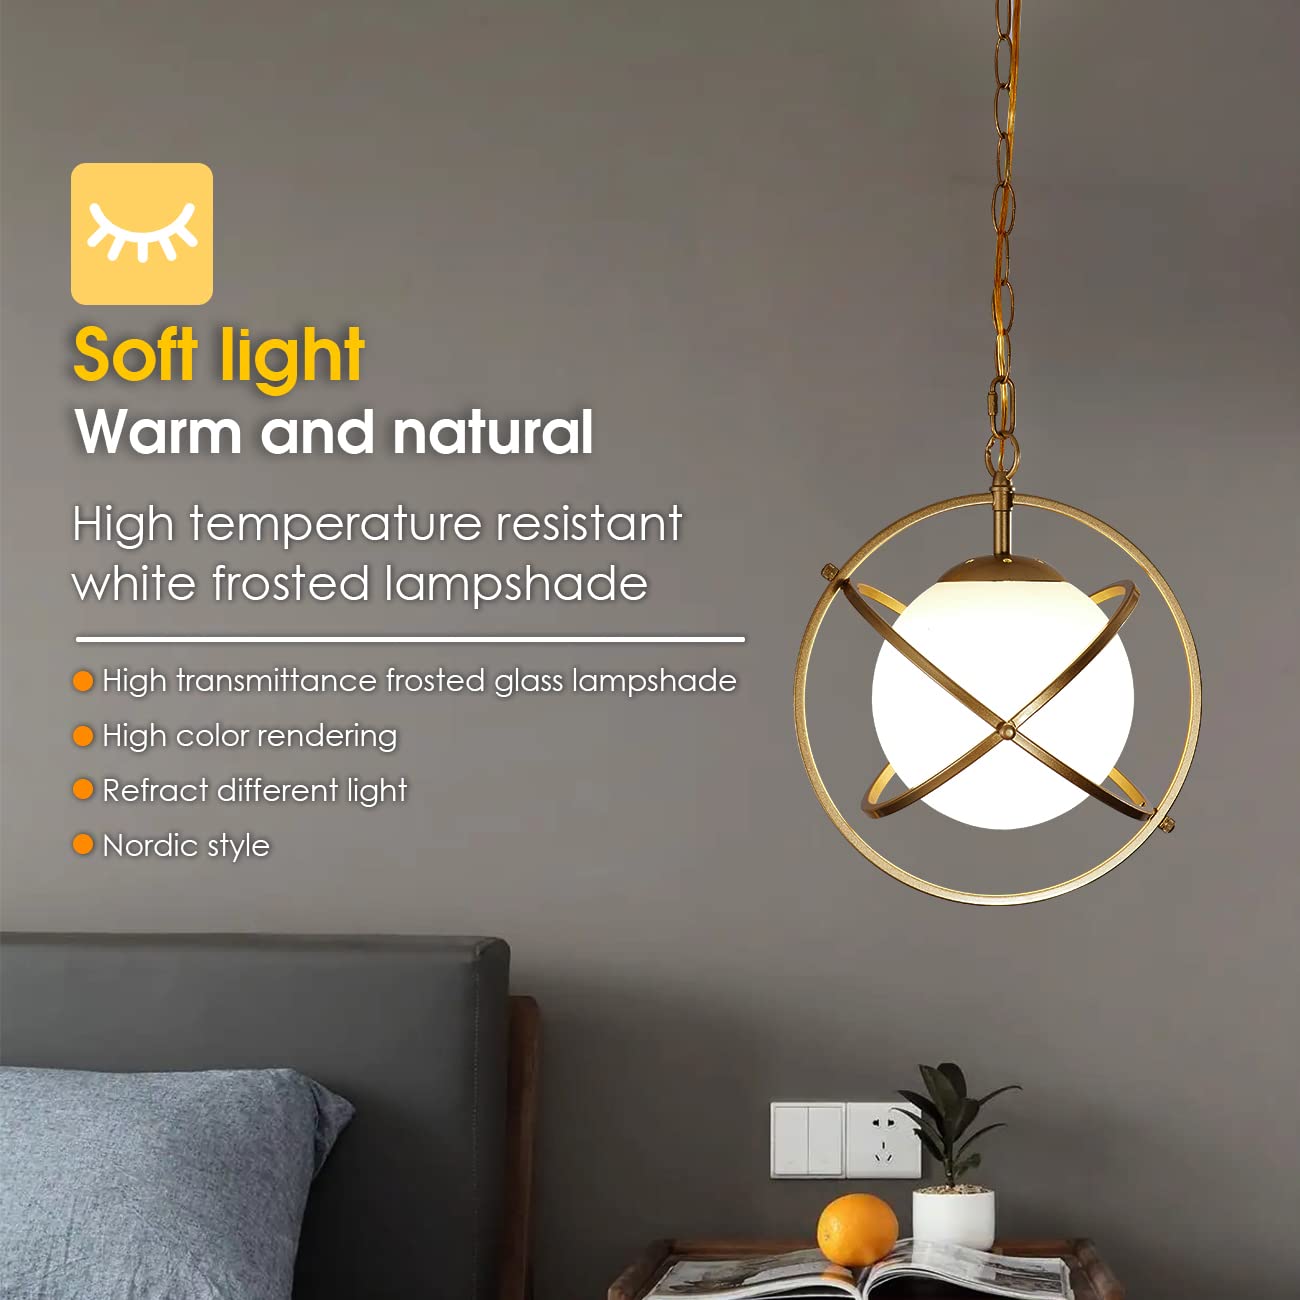 Soft light
Warm and natural
High temperature resistant
white frosted lampshade
High transmittance frosted glass lampshade
High color rendering
Refract different light
Nordic style